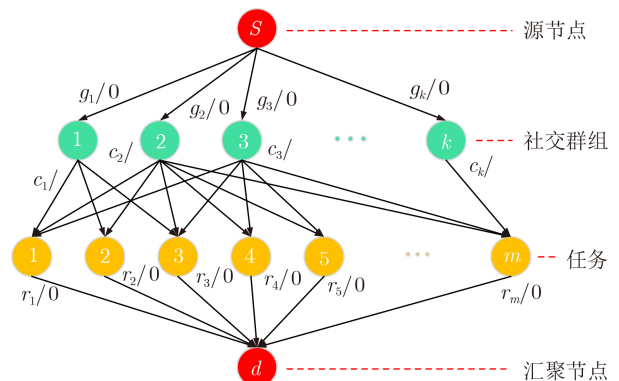 S 源节点
g₁/0 g₂/0 g₃/0 gₖ/0
1 2 3 ··· k 社交群组
c₁/ c₂/ c₃/ cₖ/
1 2 3 4 5 ··· m 任务
r₁/0 r₂/0 r₃/0 r₄/0 r₅/0 rₘ/0
d 汇聚节点